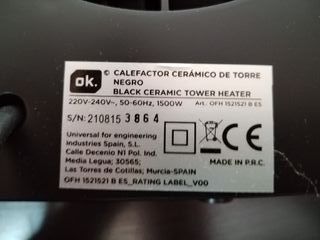 ok. © CALEFACTOR CERÁMICO DE TORRE
NEGRO
BLACK CERAMIC TOWER HEATER
220V-240V~, 50-60Hz, 1500W Art.: OFH 1521521 B ES
S/N: 210815 3864
Universal for engineering
Industries Spain, S.L.
Calle Decenio N1 Pol. Ind.
Media Legua; 30565;
Las Torres de Cotillas; Murcia-SPAIN
CE
MADE IN P.R.C.
OFH 1521521 B ES_RATING LABEL_V00